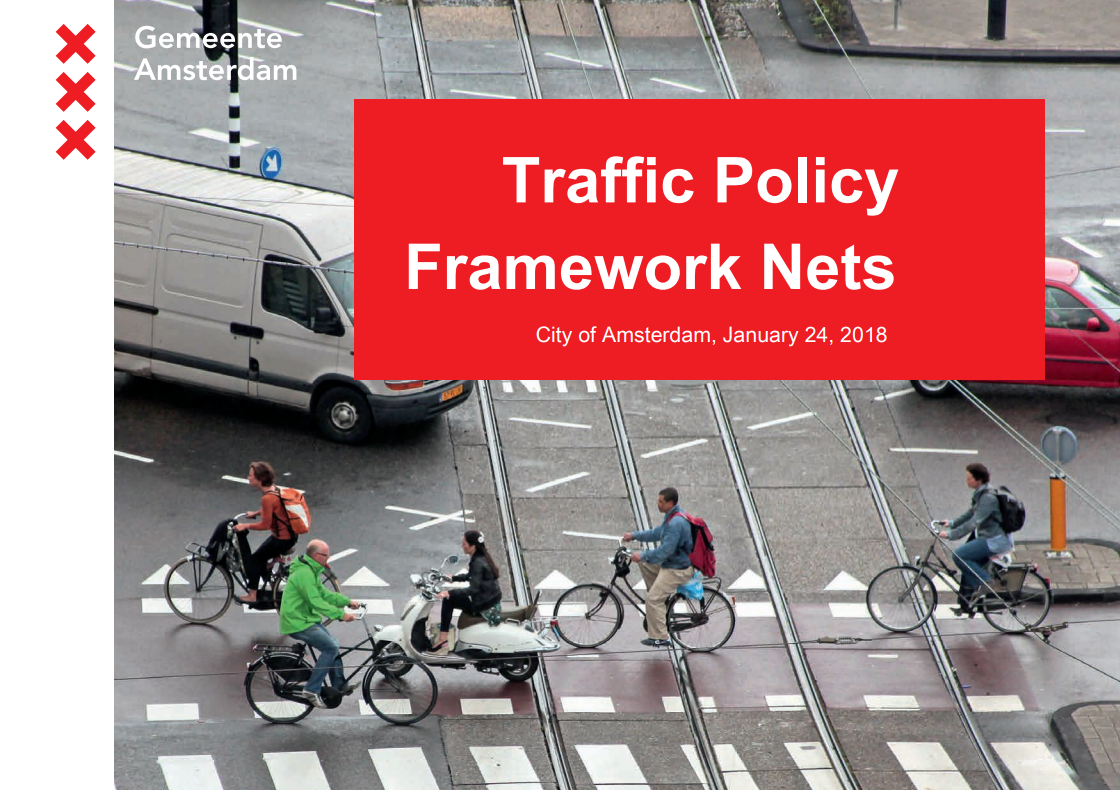 Gemeente
Amsterdam
Traffic Policy
Framework Nets
City of Amsterdam, January 24, 2018